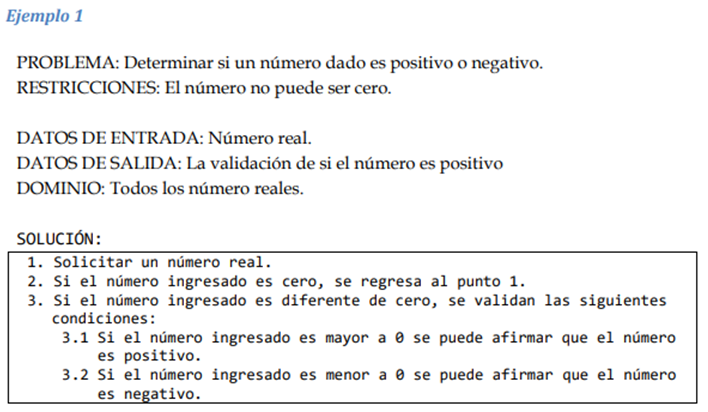 Ejemplo 1
PROBLEMA: Determinar si un número dado es positivo o negativo.
RESTRICCIONES: El número no puede ser cero.
DATOS DE ENTRADA: Número real.
DATOS DE SALIDA: La validación de si el número es positivo
DOMINIO: Todos los número reales.
SOLUCIÓN:
1. Solicitar un número real.
2. Si el número ingresado es cero, se regresa al punto 1.
3. Si el número ingresado es diferente de cero, se validan las siguientes
condiciones:
3.1 Si el número ingresado es mayor a 0 se puede afirmar que el número
es positivo.
3.2 Si el número ingresado es menor a 0 se puede afirmar que el número
es negativo.